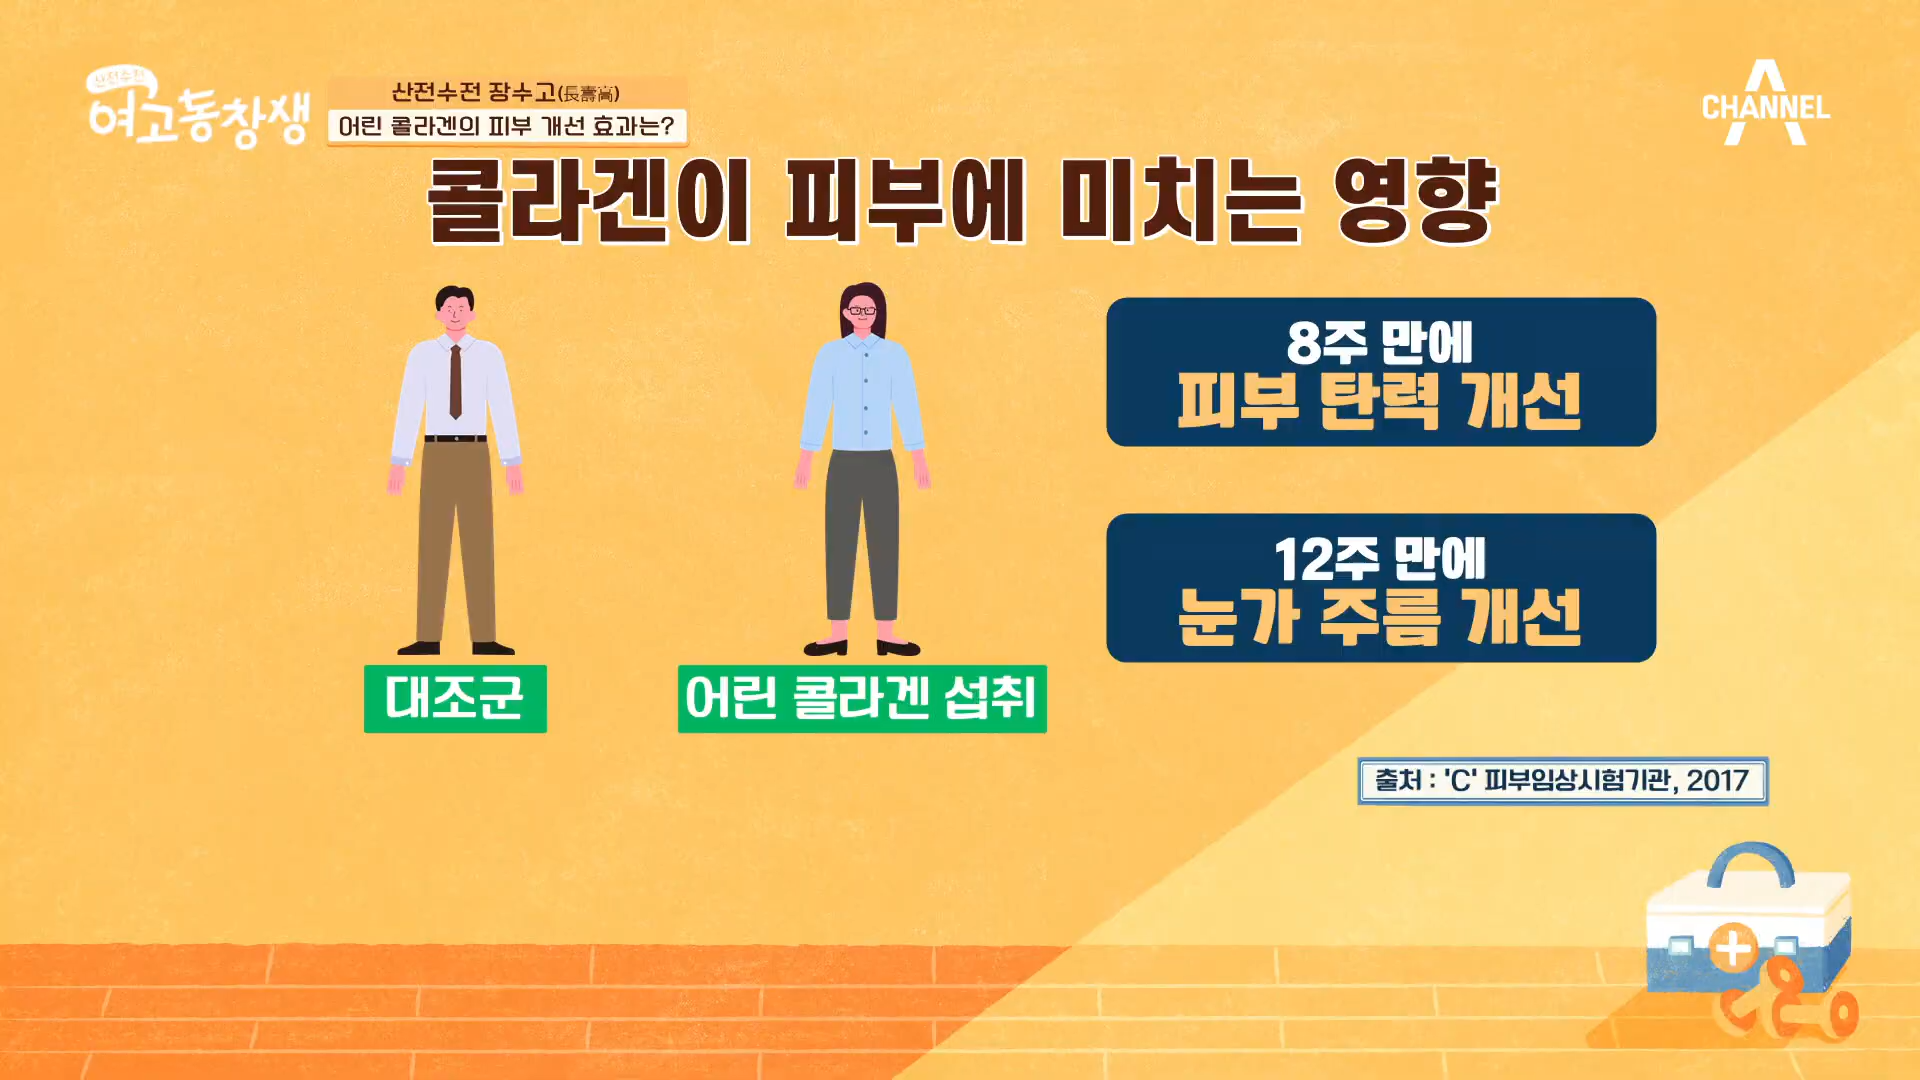 산전수전
여고동창생
산전수전 장수고(長壽高)
어린 콜라겐의 피부 개선 효과는?
CHANNEL A
콜라겐이 피부에 미치는 영향
8주 만에
피부 탄력 개선
12주 만에
눈가 주름 개선
대조군
어린 콜라겐 섭취
출처 : 'C' 피부임상시험기관, 2017